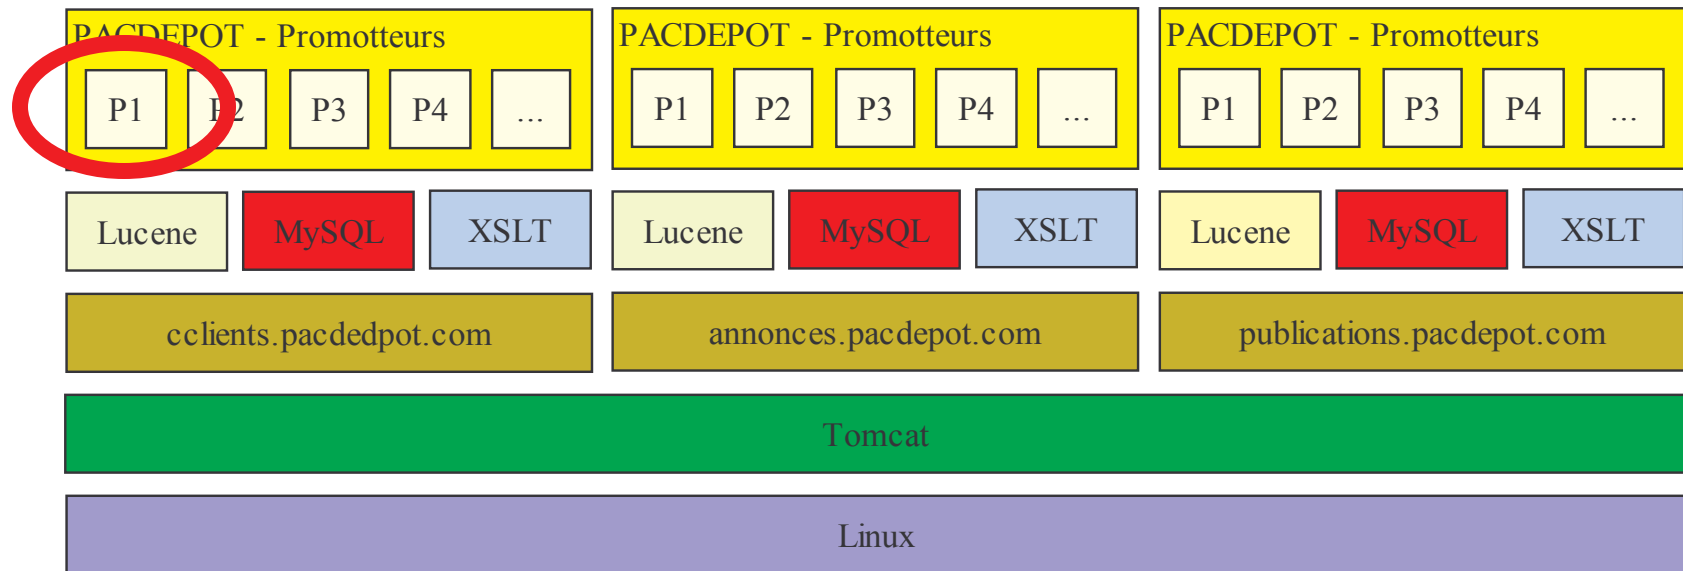 PACDEPOT - Promotteurs PACDEPOT - Promotteurs PACDEPOT - Promotteurs
P1 P2 P3 P4 ... P1 P2 P3 P4 ... P1 P2 P3 P4 ...
Lucene MySQL XSLT Lucene MySQL XSLT Lucene MySQL XSLT
cclients.pacdedpot.com annonces.pacdepot.com publications.pacdepot.com
Tomcat
Linux